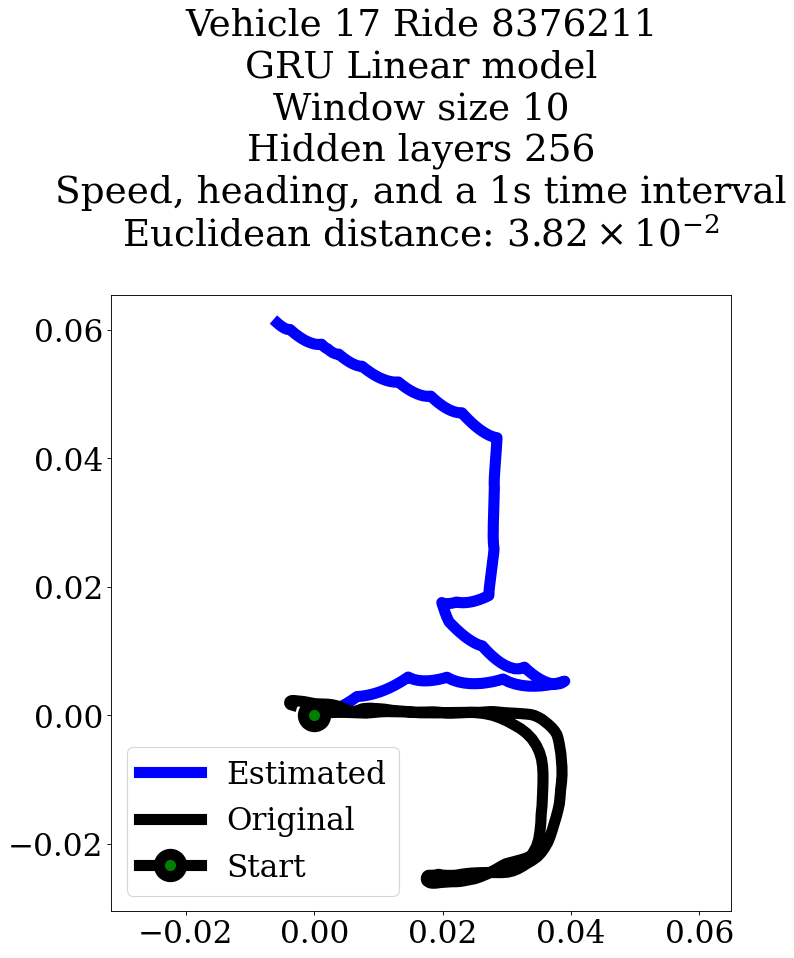 Vehicle 17 Ride 8376211
GRU Linear model
Window size 10
Hidden layers 256
Speed, heading, and a 1s time interval
Euclidean distance: 3.82 × 10⁻²
0.06
0.04
0.02
0.00
−0.02
Estimated
Original
Start
−0.02 0.00 0.02 0.04 0.06